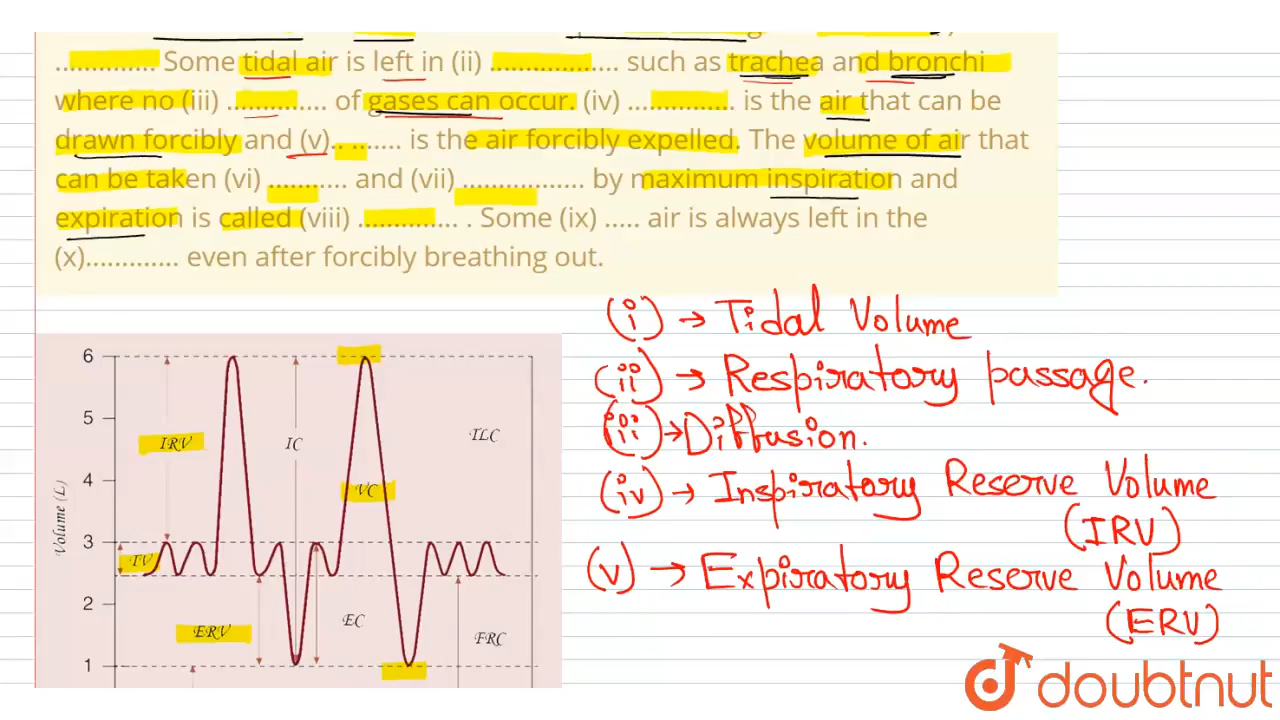 .............. Some tidal air is left in (ii) .................. such as trachea and bronchi
where no (iii) .............. of gases can occur. (iv) ............... is the air that can be
drawn forcibly and (v).. ....... is the air forcibly expelled. The volume of air that
can be taken (vi) ........... and (vii) ................. by maximum inspiration and
expiration is called (viii) .............. . Some (ix) ..... air is always left in the
(x)............. even after forcibly breathing out.
(i) → Tidal Volume
(ii) → Respiratory passage.
(iii) → Diffusion.
(iv) → Inspiratory Reserve Volume
(IRV)
(v) → Expiratory Reserve Volume
(ERV)
Volume (L)
6
5
4
3
2
1
IRV
IC
TLC
VC
TV
ERV
EC
FRC
doubtnut